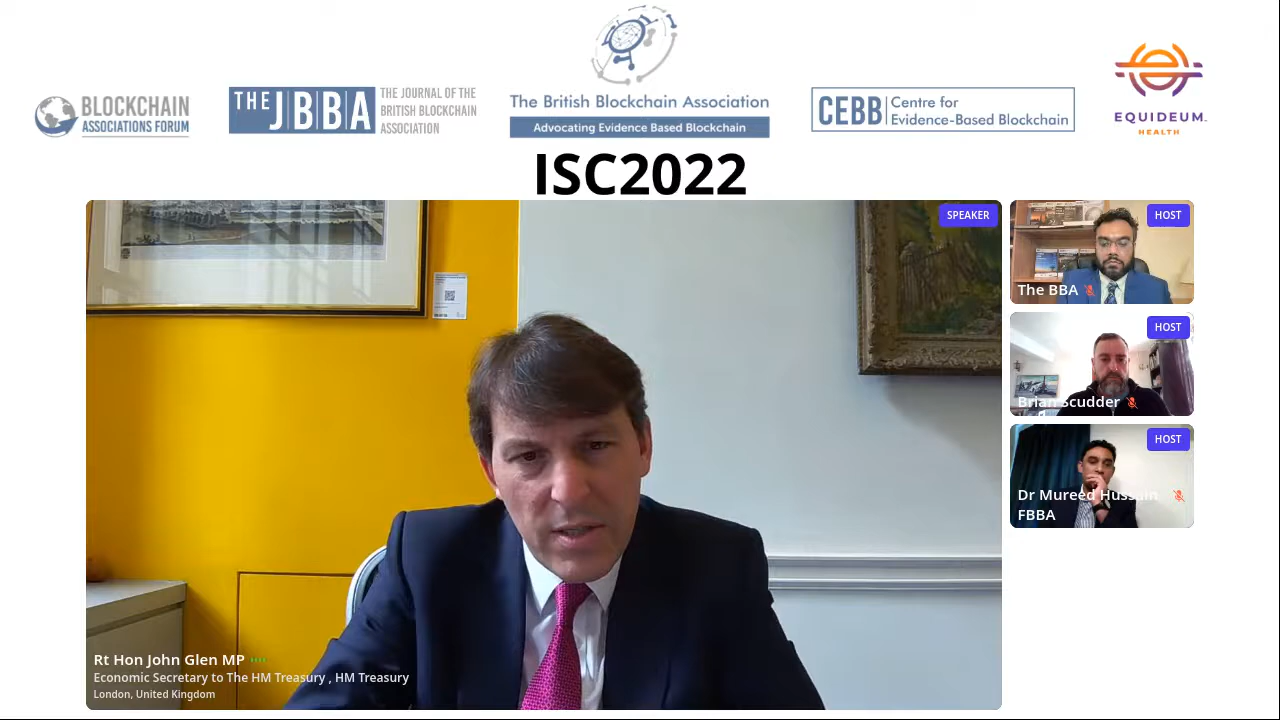 BLOCKCHAIN
ASSOCIATIONS FORUM
THE JBBA
THE JOURNAL OF THE
BRITISH BLOCKCHAIN
ASSOCIATION
The British Blockchain Association
Advocating Evidence Based Blockchain
CEBB
Centre for
Evidence-Based Blockchain
EQUIDEUM.
HEALTH
ISC2022
SPEAKER
Rt Hon John Glen MP
Economic Secretary to The HM Treasury , HM Treasury
London, United Kingdom
HOST
The BBA
HOST
Brian Scudder
HOST
Dr Mureed Hussain
FBBA